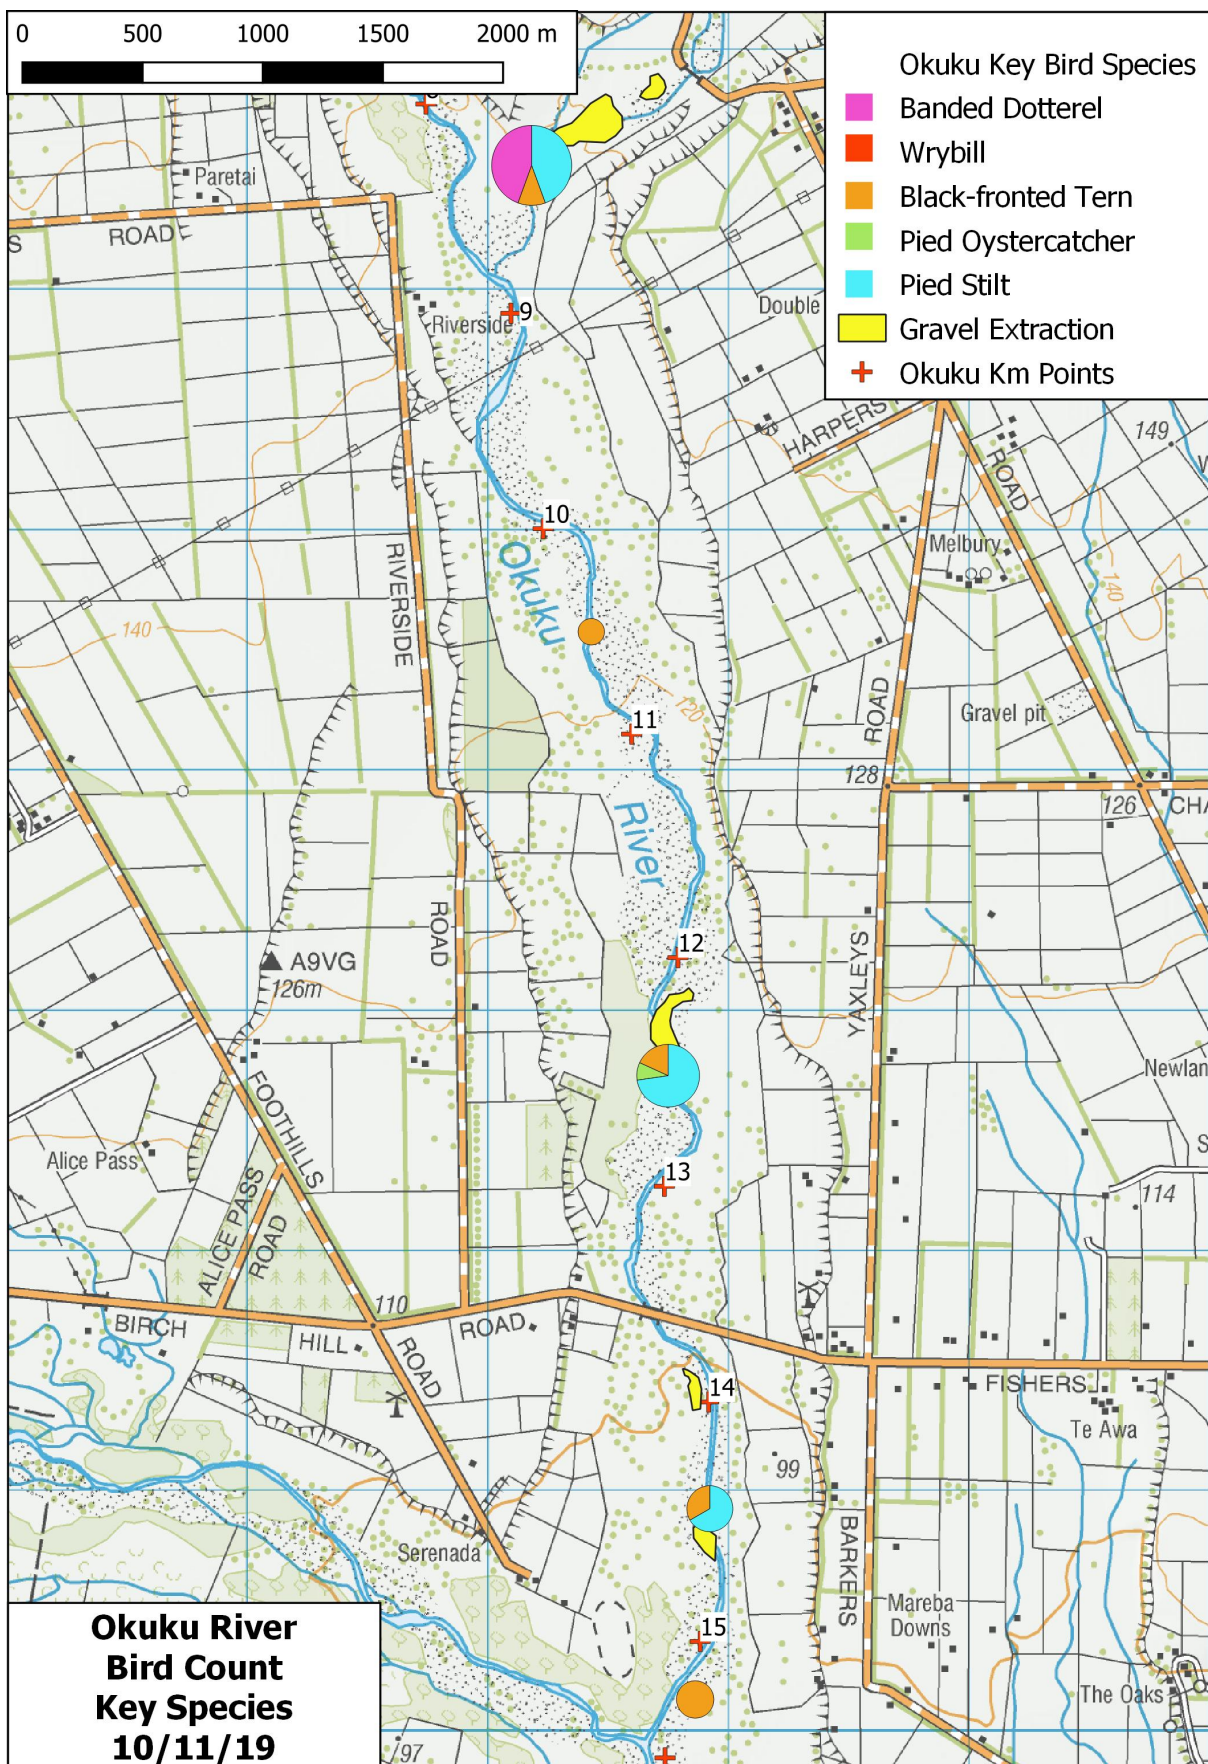 0 500 1000 1500 2000 m
Okuku Key Bird Species
Banded Dotterel
Wrybill
Black-fronted Tern
Pied Oystercatcher
Pied Stilt
Gravel Extraction
Okuku Km Points
Paretai
ROAD
9
Riverside
Double
HARPERS
149
ROAD
10
Okuku
Melbury
RIVERSIDE
140
140
11
120
Gravel pit
ROAD
128
126
CHA
River
ROAD
12
A9VG
126m
YAXLEYS
Newlan
FOOTHILLS
Alice Pass
13
114
ALICE PASS
ROAD
110
BIRCH
HILL
ROAD
ROAD
14
FISHERS
Te Awa
99
BARKERS
Serenada
Mareba
Downs
15
The Oaks
97
Okuku River
Bird Count
Key Species
10/11/19